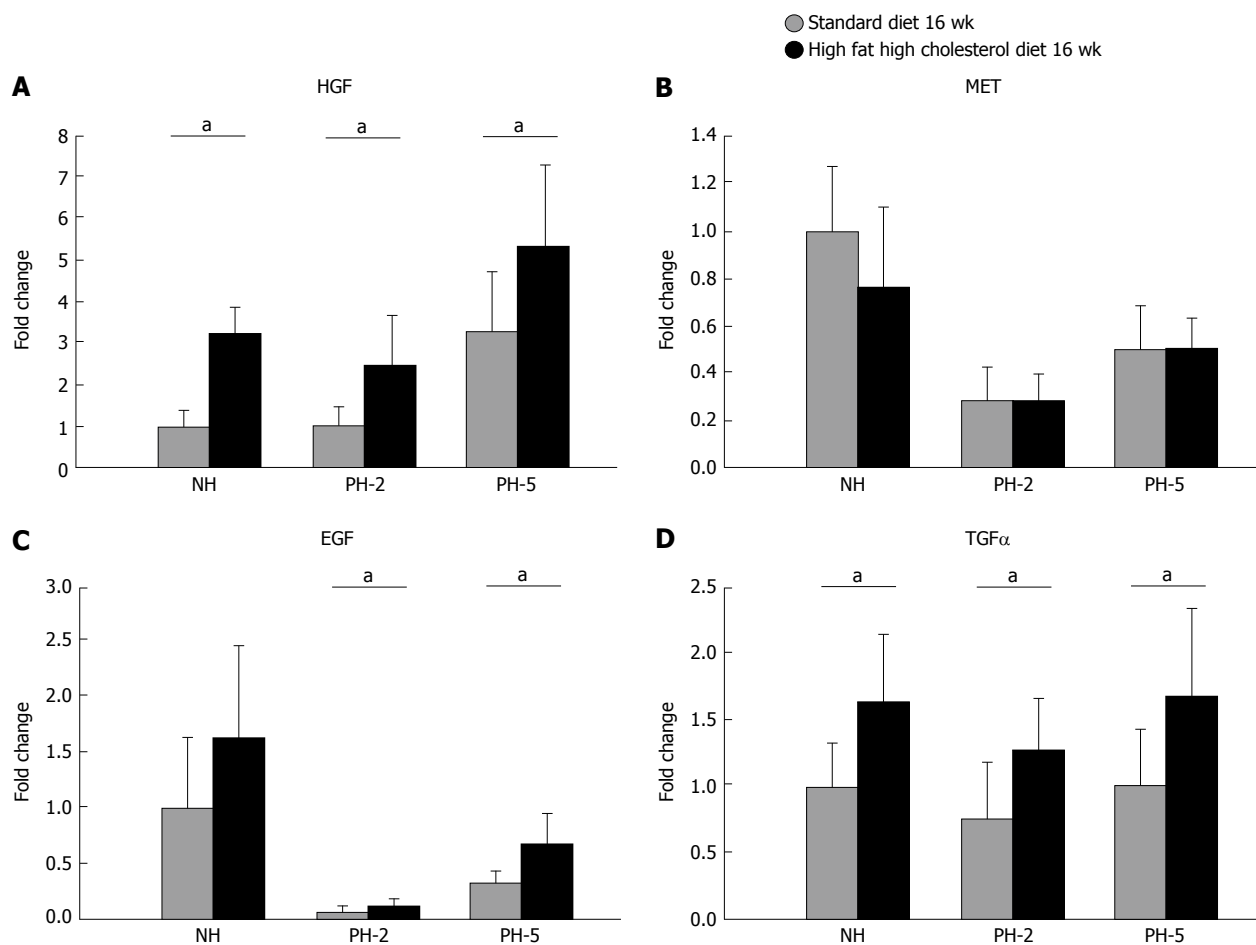 Standard diet 16 wk
High fat high cholesterol diet 16 wk
A
HGF
a
a
a
8
7
6
5
4
3
2
1
0
Fold change
NH
PH-2
PH-5
B
MET
1.4
1.2
1.0
0.8
0.6
0.4
0.2
0.0
Fold change
NH
PH-2
PH-5
C
EGF
a
a
3.0
2.5
2.0
1.5
1.0
0.5
0.0
Fold change
NH
PH-2
PH-5
D
TGFα
a
a
a
2.5
2.0
1.5
1.0
0.5
0.0
Fold change
NH
PH-2
PH-5